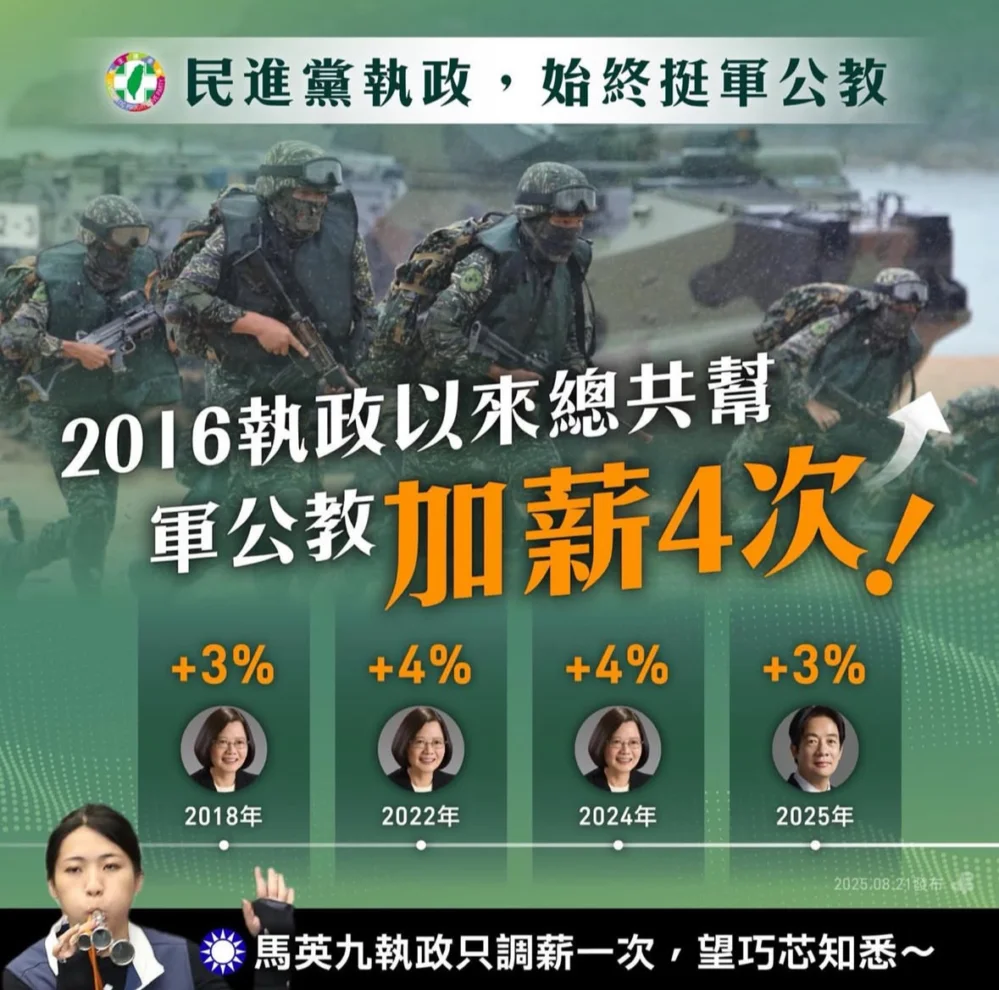 民進黨執政,始終挺軍公教
2-3
2016執政以來總共幫
軍公教加薪4次!
+3% +4% +4% +3%
2018年 2022年 2024年 2025年
2025.08.21發布
馬英九執政只調薪一次,望巧芯知悉~